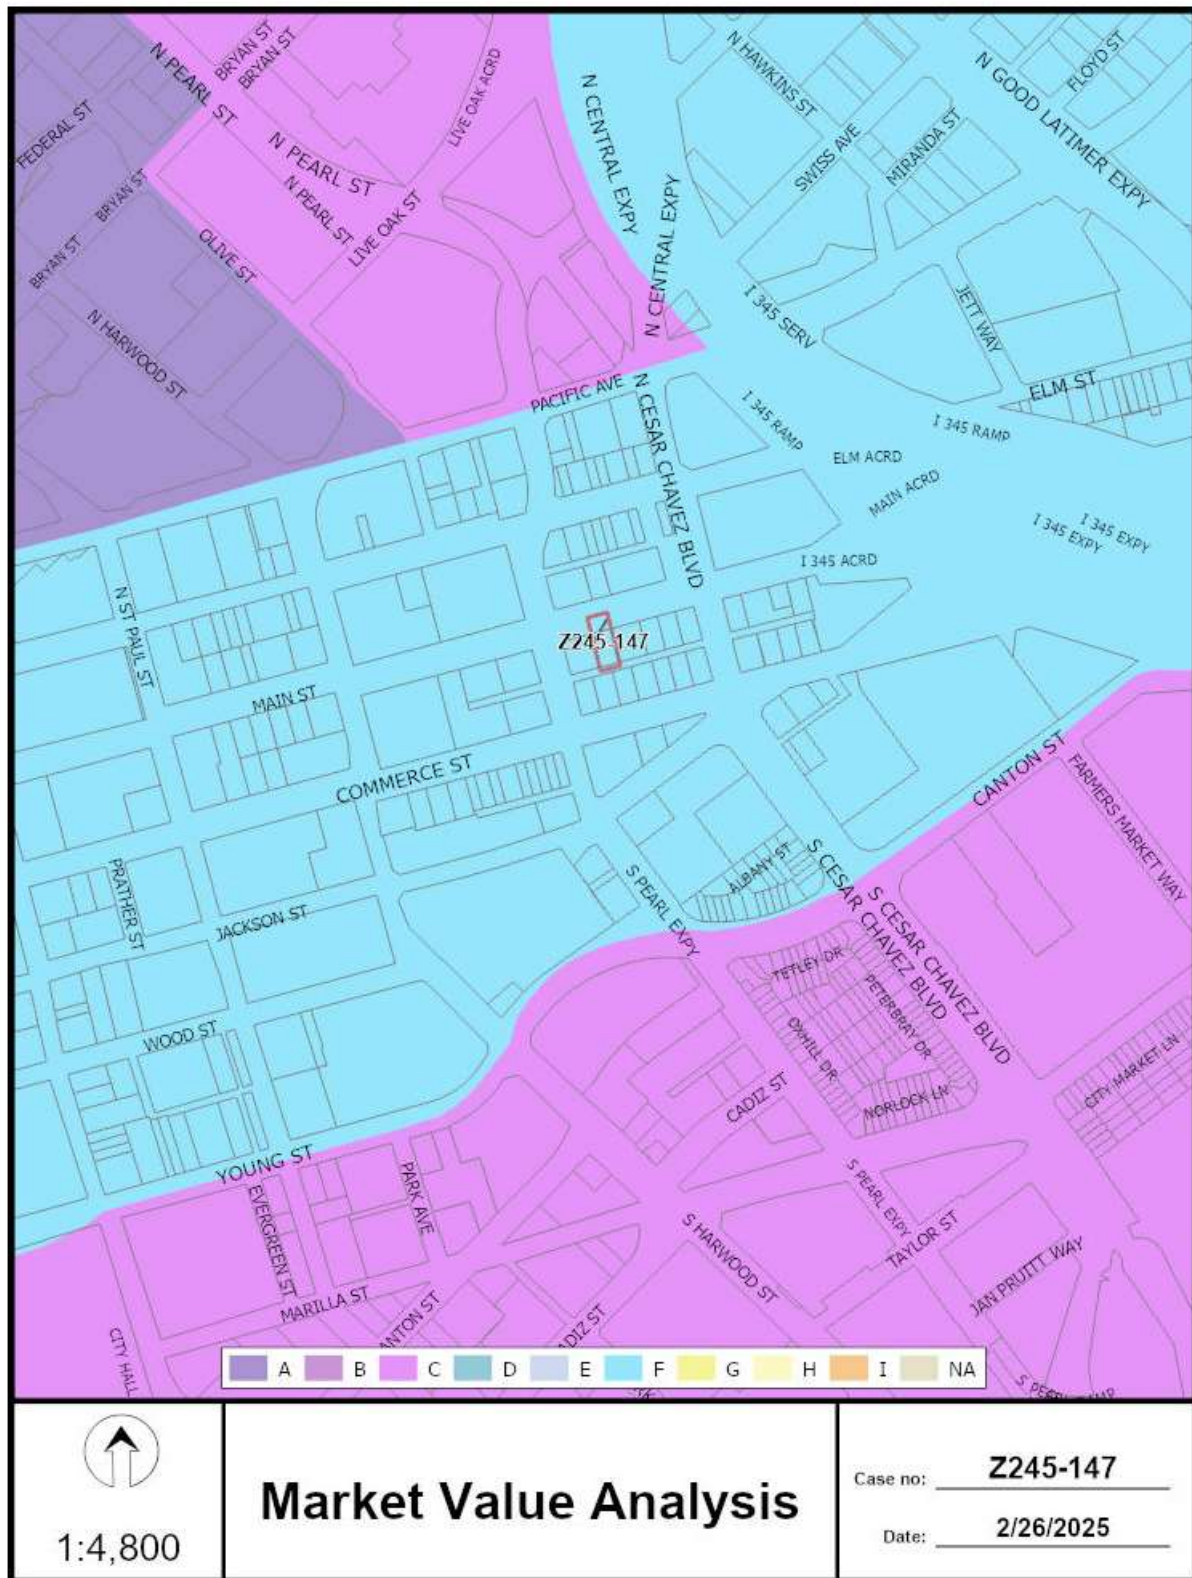 N PEARL ST
BRYAN ST
BRYAN ST
LIVE OAK ACRD
N HAWKINS ST
FLOYD ST
N GOOD LATIMER EXPY
FEDERAL ST
N CENTRAL EXPY
N PEARL ST
SWISS AVE
MIRANDA ST
BRYAN ST
N PEARL ST
LIVE OAK ST
N CENTRAL EXPY
BRYAN ST
OLIVE ST
I 345 SERV
JETT WAY
N HARWOOD ST
PACIFIC AVE
ELM ST
N CESAR CHAVEZ BLVD
I 345 RAMP
I 345 RAMP
ELM ACRD
MAIN ACRD
I 345 EXPY
I 345 EXPY
I 345 ACRD
N ST PAUL ST
Z245-147
MAIN ST
COMMERCE ST
CANTON ST
FARMERS MARKET WAY
PRATHER ST
ALBANY ST
S CESAR CHAVEZ BLVD
S CESAR CHAVEZ BLVD
S PEARL EXPY
JACKSON ST
TETLEY DR
PETERBRAY DR
OXHILL DR
WOOD ST
CITY MARKET LN
NORLOCK LN
CADIZ ST
YOUNG ST
PARK AVE
EVERGREEN ST
S PEARL EXPY
S HARWOOD ST
TAYLOR ST
JAN PRUITT WAY
MARILLA ST
CITY HALL
ANTON ST
ADIZ ST
A B C D E F G H I NA
1:4,800
Market Value Analysis
Case no: Z245-147
Date: 2/26/2025